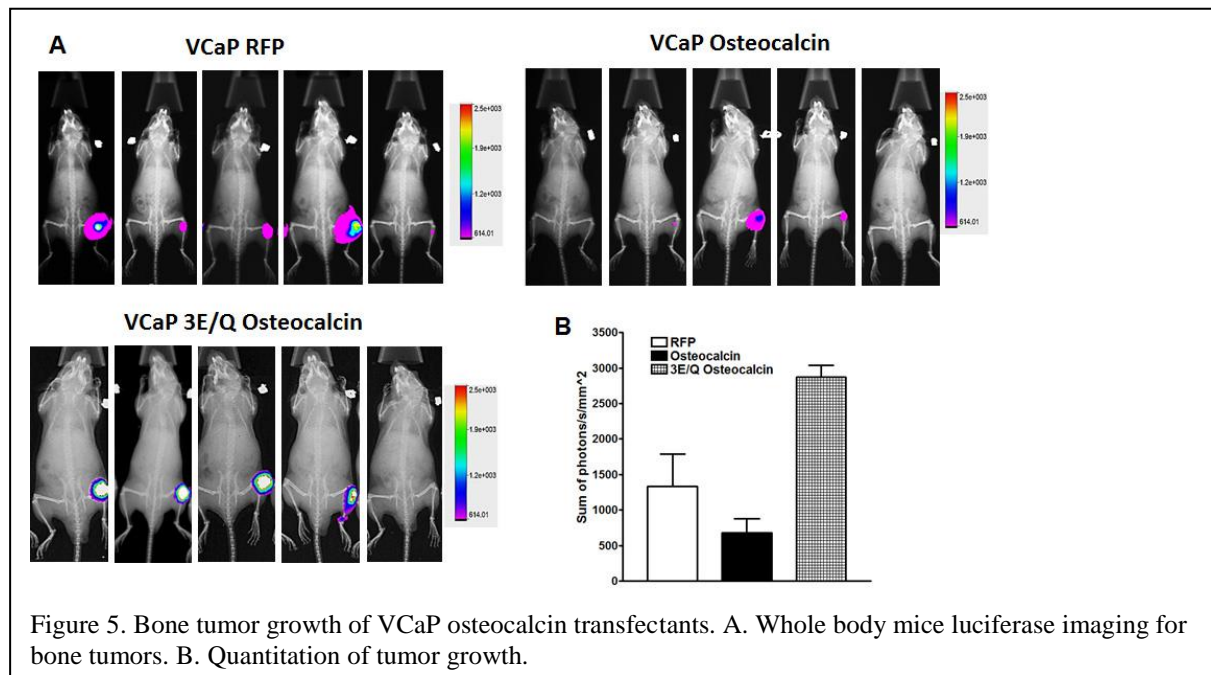 A
VCaP RFP
2.5e+003
1.9e+003
1.2e+003
614.01
VCaP Osteocalcin
2.5e+003
1.9e+003
1.2e+003
614.01
VCaP 3E/Q Osteocalcin
2.5e+003
1.9e+003
1.2e+003
614.01
B
Sum of photons/s/mm^2
3500
3000
2500
2000
1500
1000
500
0
RFP
Osteocalcin
3E/Q Osteocalcin
Figure 5. Bone tumor growth of VCaP osteocalcin transfectants. A. Whole body mice luciferase imaging for
bone tumors. B. Quantitation of tumor growth.